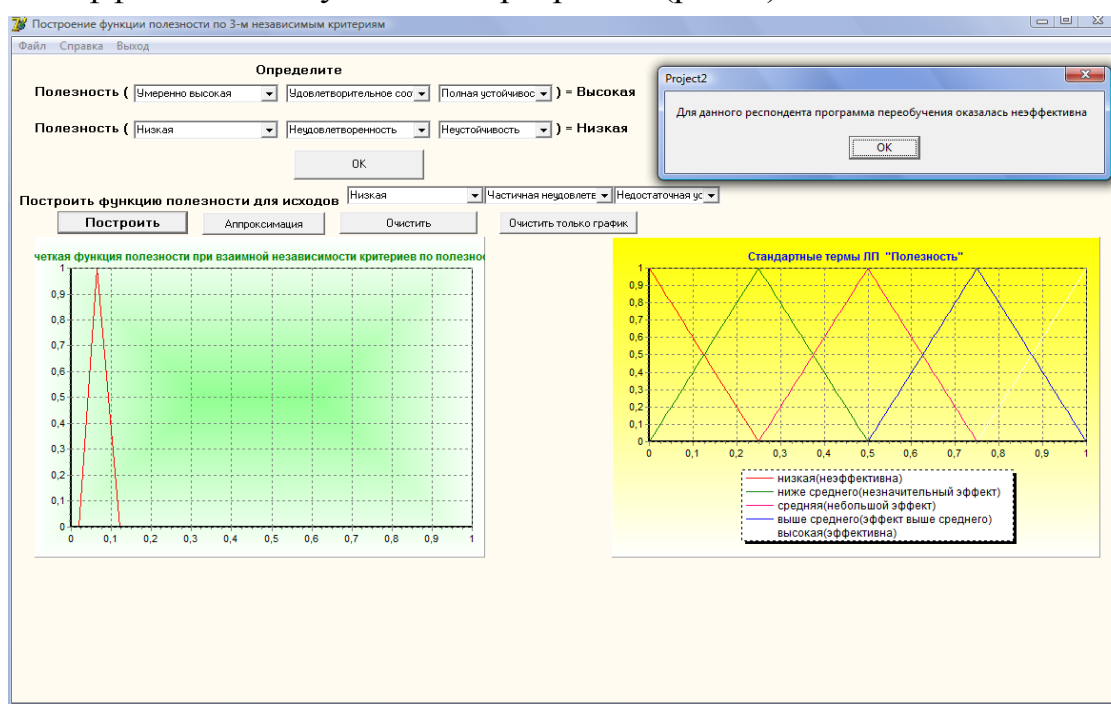 Построение функции полезности по 3-м независимым критериям
Файл Справка Выход
Определите
Полезность ( Умеренно высокая Удовлетворительное соот Полная устойчивос ) = Высокая
Полезность ( Низкая Неудовлетворенность Неустойчивость ) = Низкая
ОК
Project2
Для данного респондента программа переобучения оказалась неэффективна
ОК
Построить функцию полезности для исходов Низкая Частичная неудовлете Недостаточная ус
Построить Аппроксимация Очистить Очистить только график
четкая функция полезности при взаимной независимости критериев по полезно
1
0,9
0,8
0,7
0,6
0,5
0,4
0,3
0,2
0,1
0
0 0,1 0,2 0,3 0,4 0,5 0,6 0,7 0,8 0,9 1
Стандартные термы ЛП "Полезность"
1
0,9
0,8
0,7
0,6
0,5
0,4
0,3
0,2
0,1
0
0 0,1 0,2 0,3 0,4 0,5 0,6 0,7 0,8 0,9 1
низкая(неэффективна)
ниже среднего(незначительный эффект)
средняя(небольшой эффект)
выше среднего(эффект выше среднего)
высокая(эффективна)